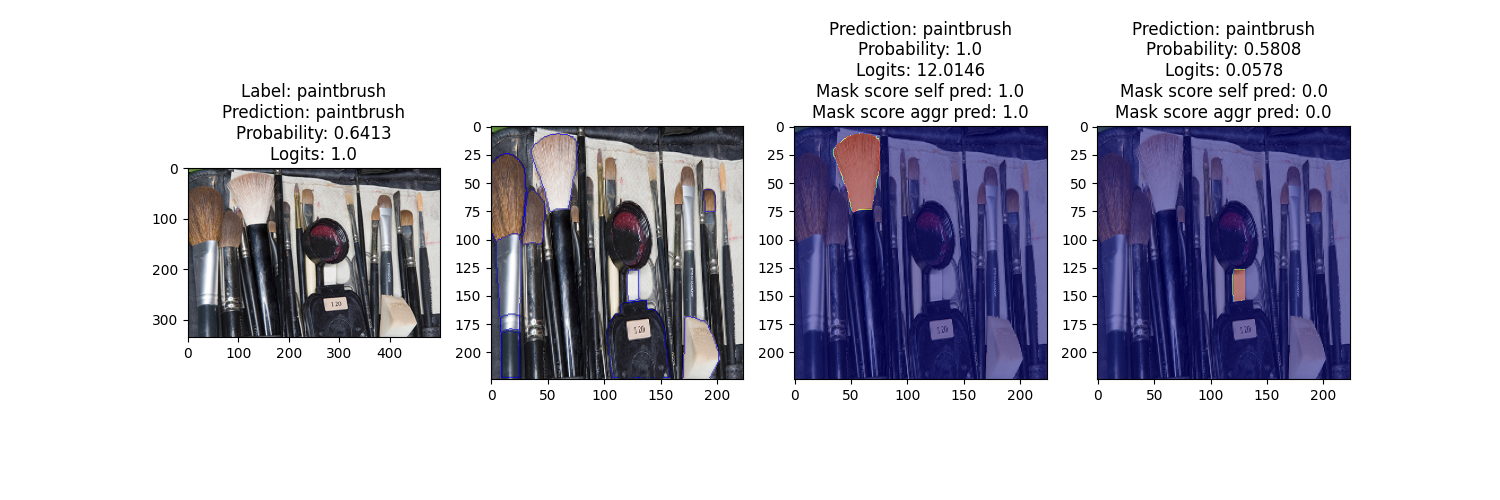 Label: paintbrush
Prediction: paintbrush
Probability: 0.6413
Logits: 1.0
0
100
200
300
0 100 200 300 400
0
25
50
75
100
125
150
175
200
0 50 100 150 200
Prediction: paintbrush
Probability: 1.0
Logits: 12.0146
Mask score self pred: 1.0
Mask score aggr pred: 1.0
0
25
50
75
100
125
150
175
200
0 50 100 150 200
Prediction: paintbrush
Probability: 0.5808
Logits: 0.0578
Mask score self pred: 0.0
Mask score aggr pred: 0.0
0
25
50
75
100
125
150
175
200
0 50 100 150 200